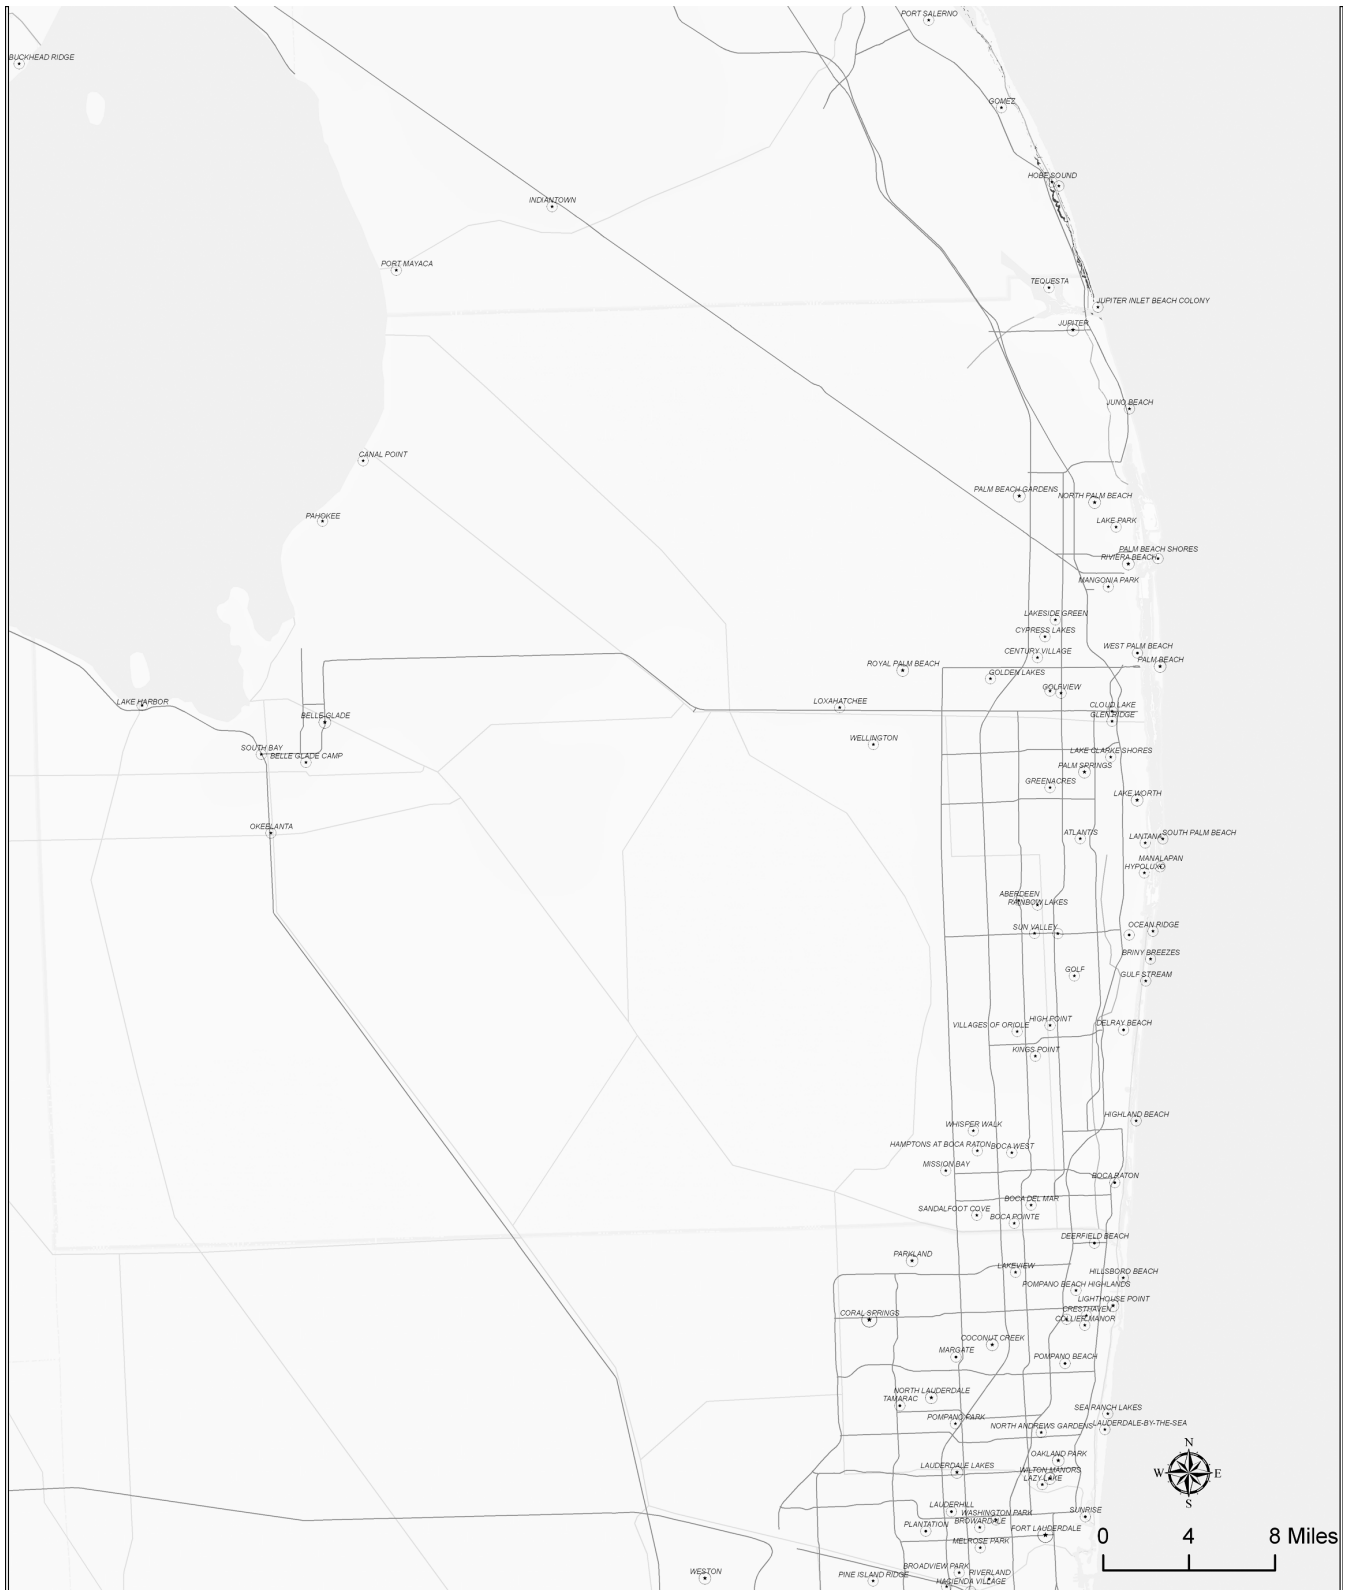 PORT SALERNO
BUCKHEAD RIDGE
GOMEZ
HOBE SOUND
INDIANTOWN
PORT MAYACA
TEQUESTA
JUPITER INLET BEACH COLONY
JUPITER
JUNO BEACH
CANAL POINT
PALM BEACH GARDENS
NORTH PALM BEACH
PAHOKEE
LAKE PARK
PALM BEACH SHORES
RIVIERA BEACH
MANGONIA PARK
LAKESIDE GREEN
CYPRESS LAKES
WEST PALM BEACH
CENTURY VILLAGE
PALM BEACH
ROYAL PALM BEACH
GOLDEN LAKES
GOLFVIEW
LAKE HARBOR
LOXAHATCHEE
CLOUD LAKE
BELLE GLADE
GLEN RIDGE
WELLINGTON
SOUTH BAY
LAKE CLARKE SHORES
BELLE GLADE CAMP
PALM SPRINGS
GREENACRES
LAKE WORTH
OKEELANTA
ATLANTIS
LANTANA
SOUTH PALM BEACH
MANALAPAN
HYPOLUXO
ABERDEEN
RAINBOW LAKES
SUN VALLEY
OCEAN RIDGE
BRINY BREEZES
GOLF
GULF STREAM
VILLAGES OF ORIOLE
HIGH POINT
DELRAY BEACH
KINGS POINT
HIGHLAND BEACH
WHISPER WALK
HAMPTONS AT BOCA RATON
BOCA WEST
MISSION BAY
BOCA RATON
BOCA DEL MAR
SANDALFOOT COVE
BOCA POINTE
DEERFIELD BEACH
PARKLAND
LAKEVIEW
HILLSBORO BEACH
POMPANO BEACH HIGHLANDS
LIGHTHOUSE POINT
CORAL SPRINGS
CRESTHAVEN
COLLIER MANOR
COCONUT CREEK
MARGATE
POMPANO BEACH
NORTH LAUDERDALE
TAMARAC
SEA RANCH LAKES
POMPANO PARK
NORTH ANDREWS GARDENS
LAUDERDALE-BY-THE-SEA
OAKLAND PARK
LAUDERDALE LAKES
WILTON MANORS
LAZY LAKE
LAUDERHILL
WASHINGTON PARK
SUNRISE
BROWARDALE
PLANTATION
FORT LAUDERDALE
MELROSE PARK
BROADVIEW PARK
WESTON
PINE ISLAND RIDGE
RIVERLAND
HACIENDA VILLAGE
N
W E
S
0 4 8 Miles